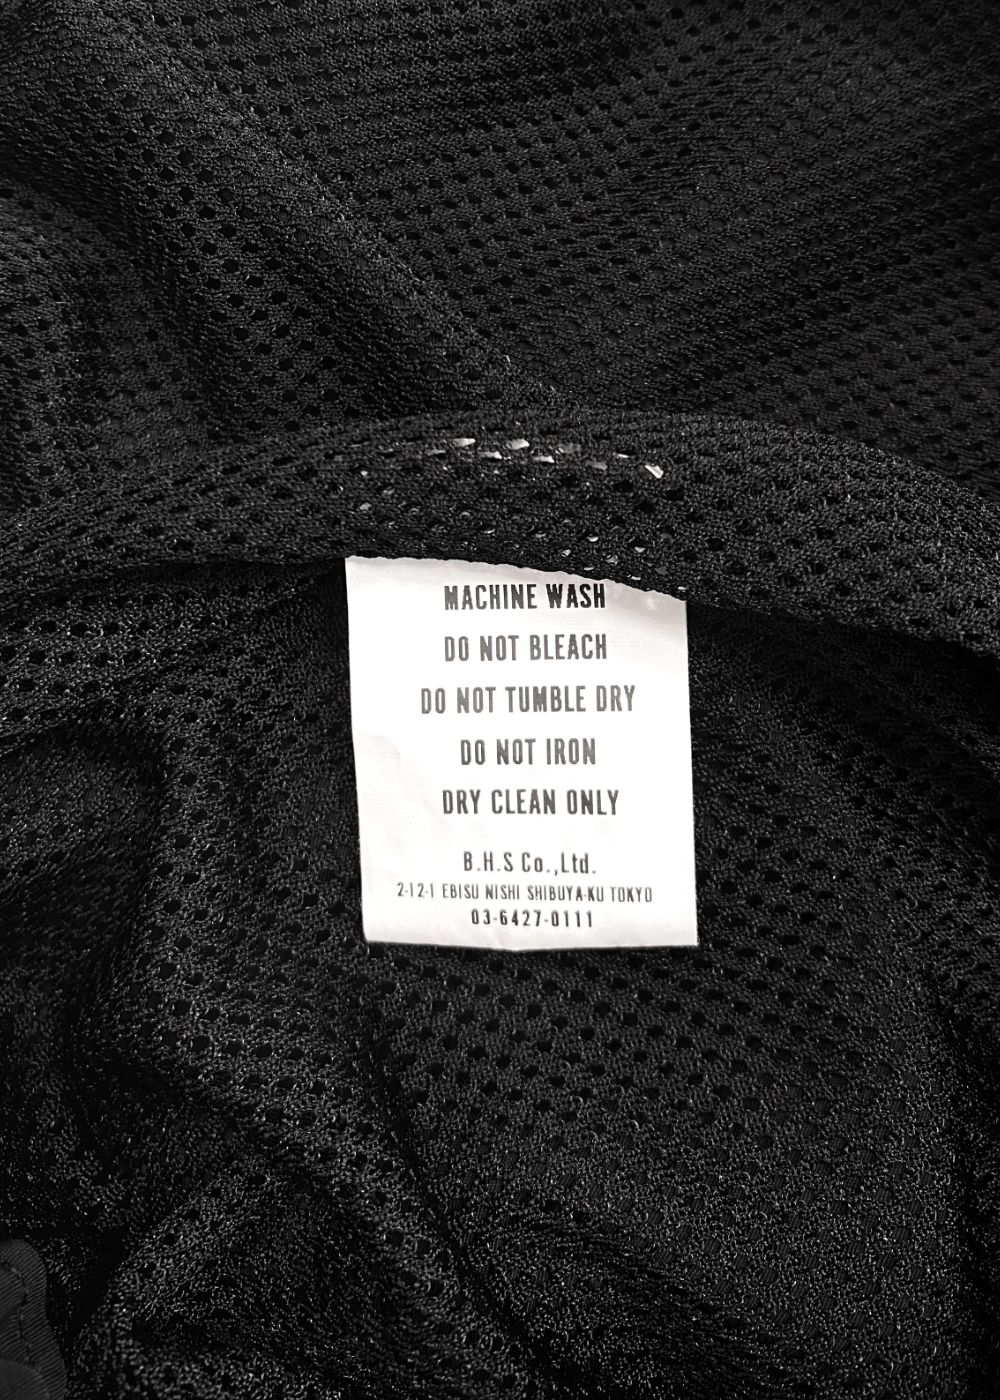 MACHINE WASH
DO NOT BLEACH
DO NOT TUMBLE DRY
DO NOT IRON
DRY CLEAN ONLY
B.H.S Co.,Ltd.
2-12-1 EBISU NISHI SHIBUYA-KU TOKYO
03-6427-0111